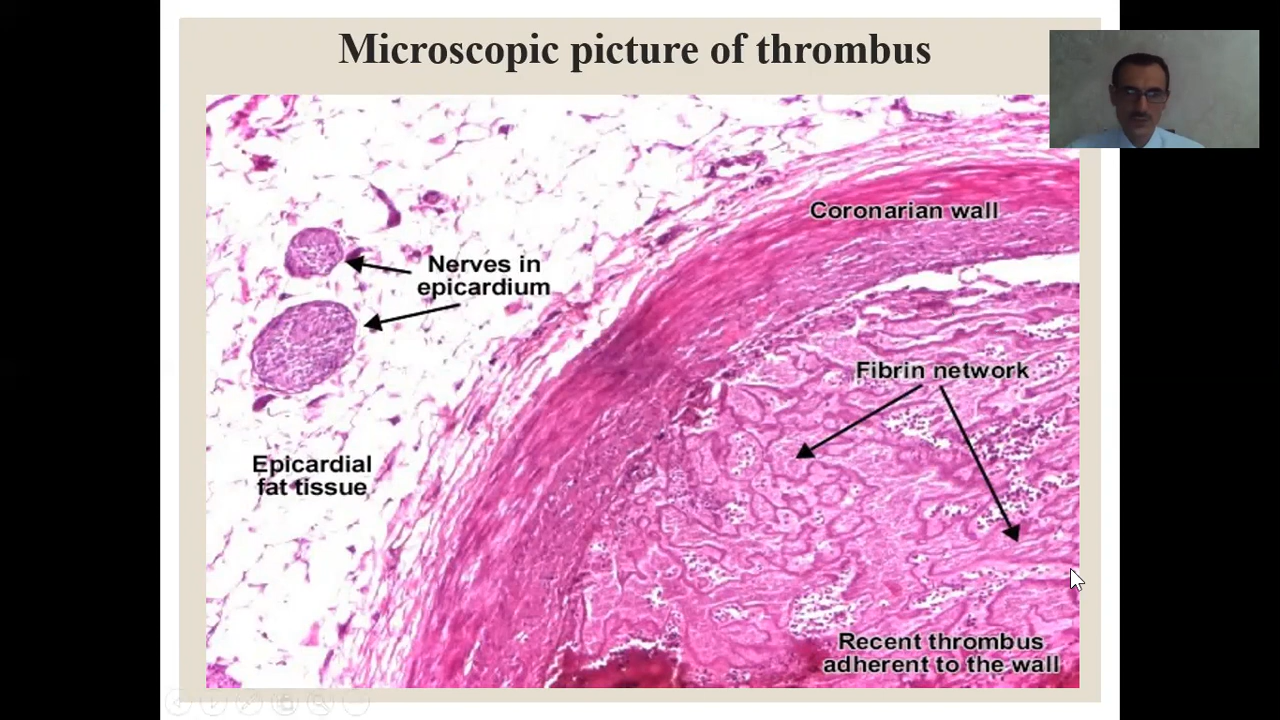 Microscopic picture of thrombus
Coronarian wall
Nerves in
epicardium
Fibrin network
Epicardial
fat tissue
Recent thrombus
adherent to the wall